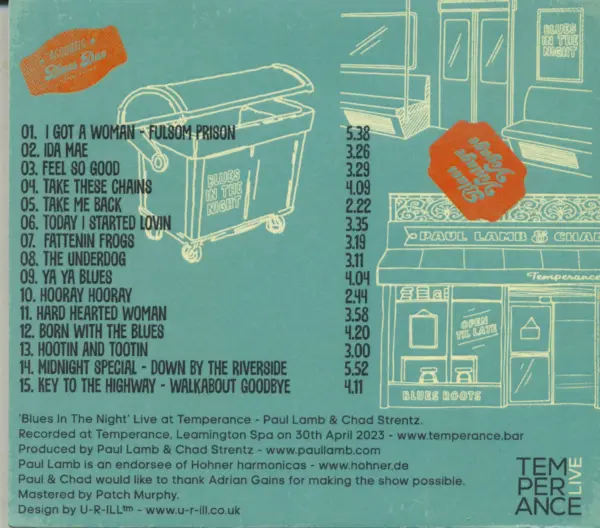 ACOUSTIC
Blues Duo
01. I GOT A WOMAN - FULSOM PRISON 5.38
02. IDA MAE 3.26
03. FEEL SO GOOD 3.29
04. TAKE THESE CHAINS 4.09
05. TAKE ME BACK 2.22
06. TODAY I STARTED LOVIN 3.35
07. FATTENIN FROGS 3.19
08. THE UNDERDOG 3.11
09. YA YA BLUES 4.04
10. HOORAY HOORAY 2.44
11. HARD HEARTED WOMAN 3.58
12. BORN WITH THE BLUES 4.20
13. HOOTIN AND TOOTIN 3.00
14. MIDNIGHT SPECIAL - DOWN BY THE RIVERSIDE 5.52
15. KEY TO THE HIGHWAY - WALKABOUT GOODBYE 4.11
BLUES
IN THE
NIGHT
BLUES
IN THE
NIGHT
PAUL LAMB & CHAD
Temperance
OPEN
TIL LATE
BLUES ROOTS
'Blues In The Night' Live at Temperance - Paul Lamb & Chad Strentz.
Recorded at Temperance, Leamington Spa on 30th April 2023 - www.temperance.bar
Produced by Paul Lamb & Chad Strentz - www.paullamb.com
Paul Lamb is an endorsee of Hohner harmonicas - www.hohner.de
Paul & Chad would like to thank Adrian Gains for making the show possible.
Mastered by Patch Murphy.
Design by U-R-ILL™ - www.u-r-ill.co.uk
TEM
PER
ANCE
LIVE